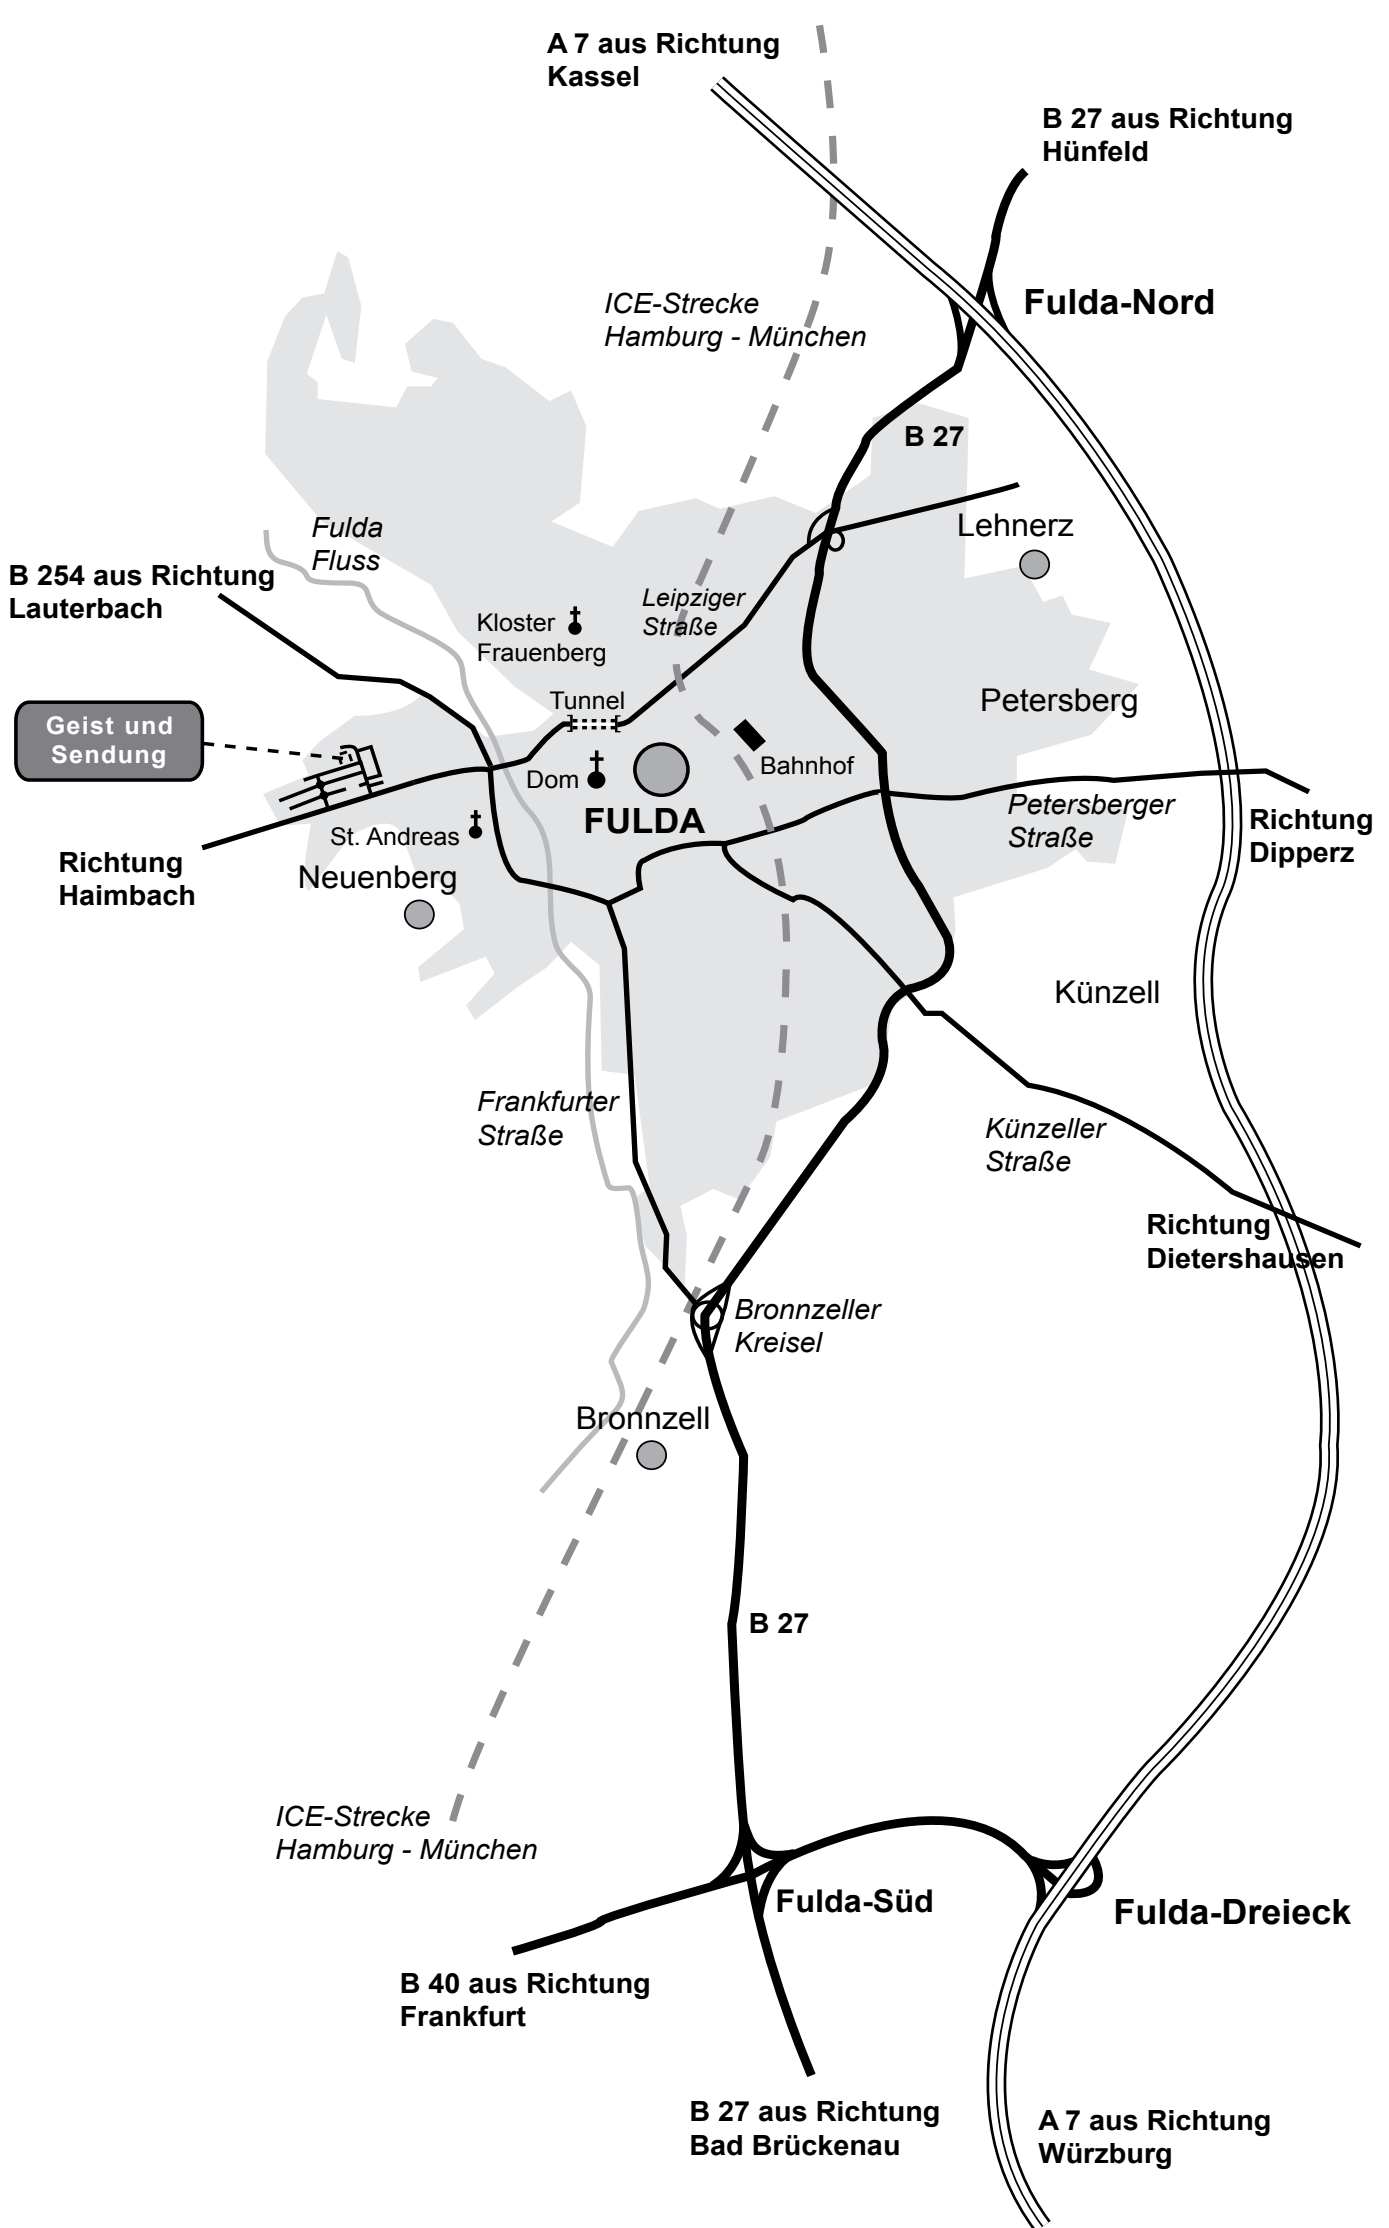 A 7 aus Richtung
Kassel
B 27 aus Richtung
Hünfeld
ICE-Strecke
Hamburg - München
Fulda-Nord
B 27
Fulda
Fluss
Lehnerz
B 254 aus Richtung
Lauterbach
Leipziger
Straße
Kloster
Frauenberg
Tunnel
Petersberg
Geist und
Sendung
Dom
Bahnhof
FULDA
Petersberger
Straße
Richtung
Dipperz
St. Andreas
Richtung
Haimbach
Neuenberg
Künzell
Frankfurter
Straße
Künzeller
Straße
Richtung
Dietershausen
Bronnzeller
Kreisel
Bronnzell
B 27
ICE-Strecke
Hamburg - München
Fulda-Süd
Fulda-Dreieck
B 40 aus Richtung
Frankfurt
B 27 aus Richtung
Bad Brückenau
A 7 aus Richtung
Würzburg